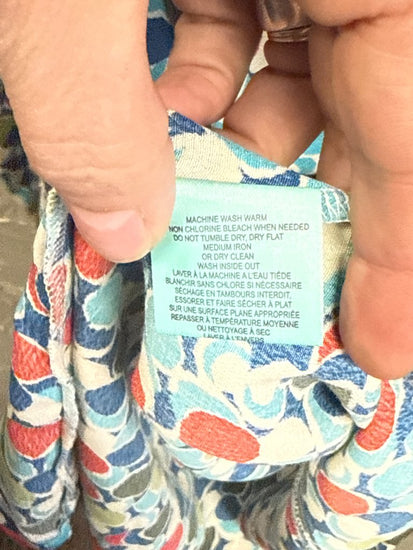 MACHINE WASH WARM
NON CHLORINE BLEACH WHEN NEEDED
DO NOT TUMBLE DRY, DRY FLAT
MEDIUM IRON
OR DRY CLEAN
WASH INSIDE OUT
LAVER À LA MACHINE A L'EAU TIÈDE
BLANCHIR SANS CHLORE SI NÉCESSAIRE
SÉCHAGE EN TAMBOURS INTERDIT,
ESSORER ET FAIRE SÉCHER À PLAT
SUR UNE SURFACE PLANE APPROPRIÉE
REPASSER À TEMPÉRATURE MOYENNE
OU NETTOYAGE À SEC
LAVER À L'ENVERS